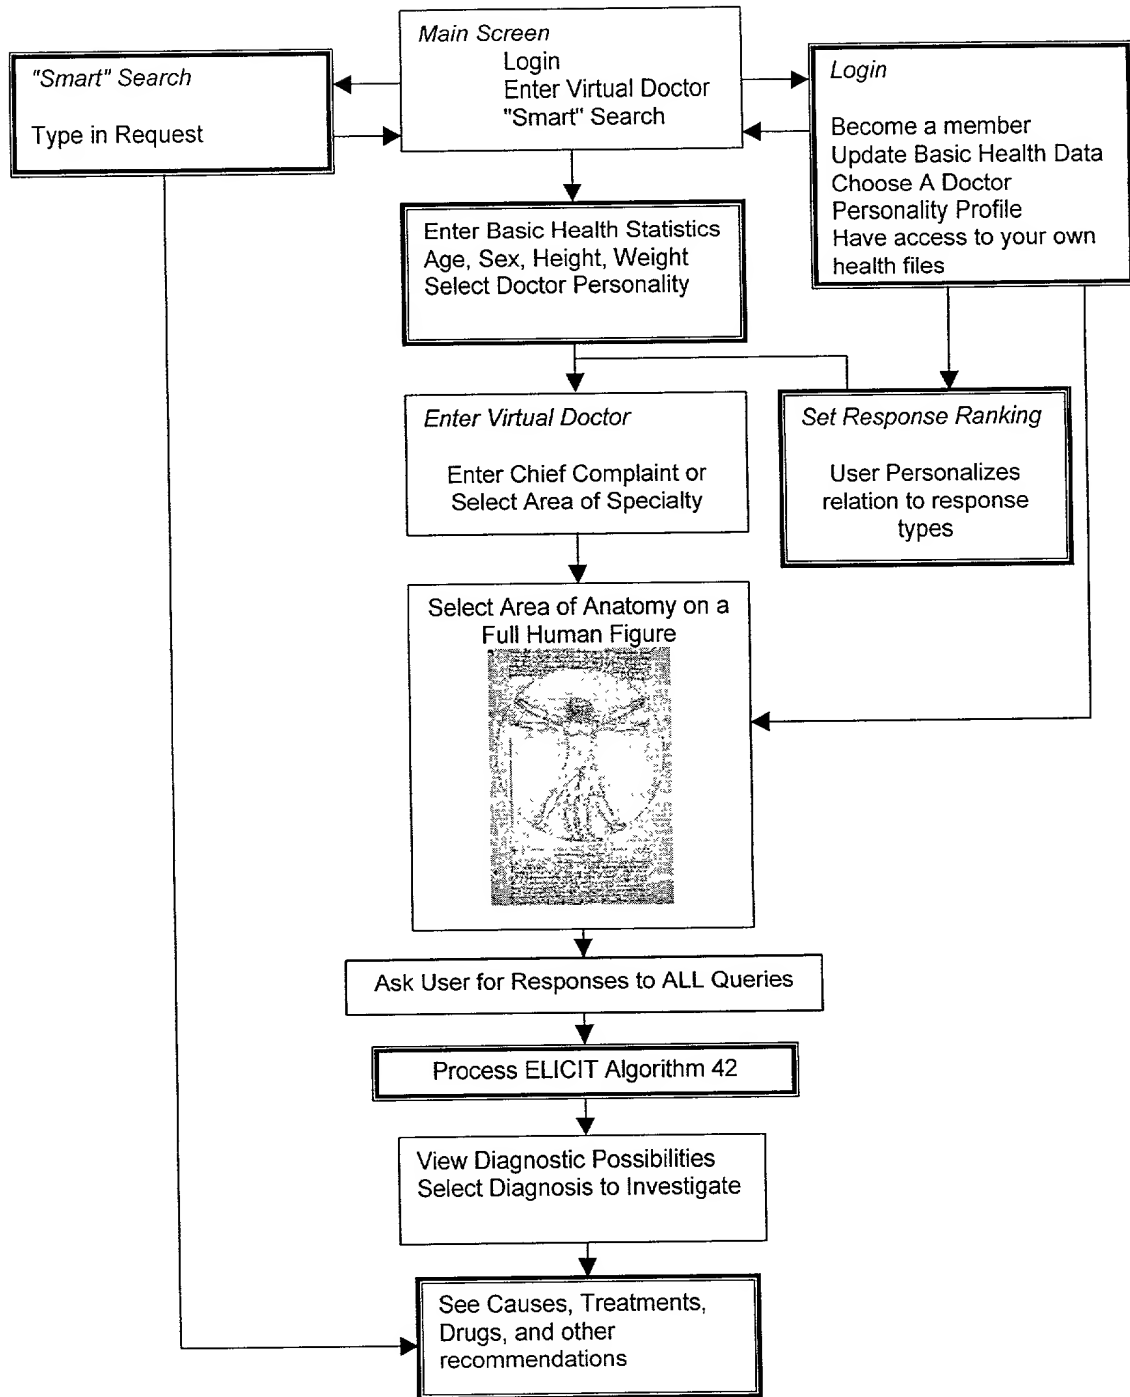 Main Screen
Login
Enter Virtual Doctor
"Smart" Search
"Smart" Search
Type in Request
Login
Become a member
Update Basic Health Data
Choose A Doctor
Personality Profile
Have access to your own
health files
Enter Basic Health Statistics
Age, Sex, Height, Weight
Select Doctor Personality
Enter Virtual Doctor
Enter Chief Complaint or
Select Area of Specialty
Set Response Ranking
User Personalizes
relation to response
types
Select Area of Anatomy on a
Full Human Figure
Ask User for Responses to ALL Queries
Process ELICIT Algorithm 42
View Diagnostic Possibilities
Select Diagnosis to Investigate
See Causes, Treatments,
Drugs, and other
recommendations